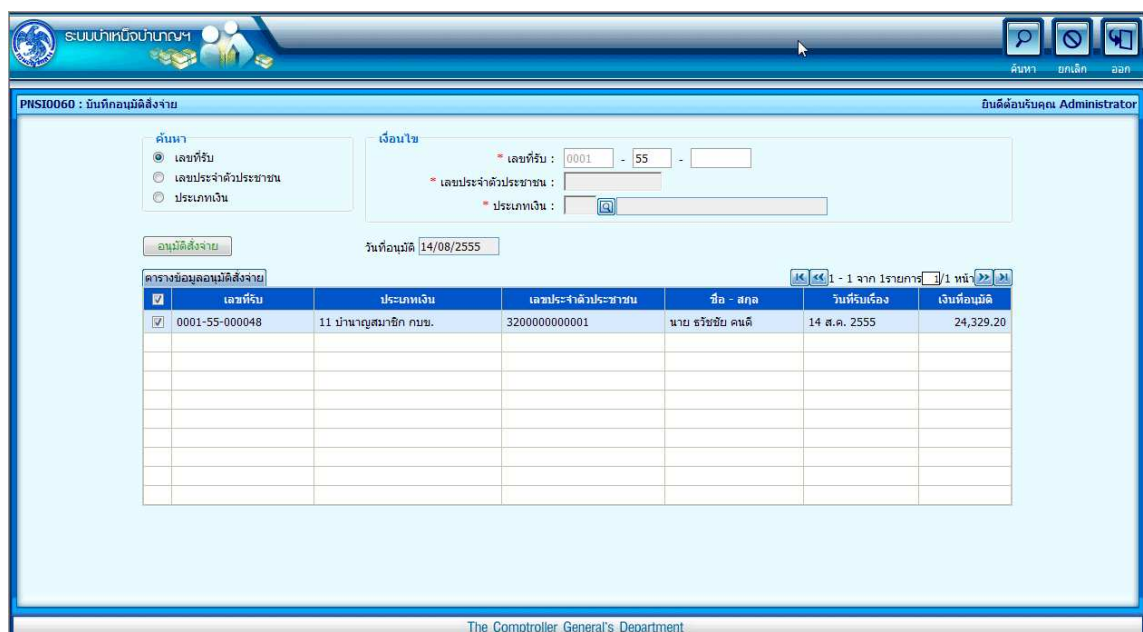 ระบบบำเหน็จบำนาญฯ
ค้นหา ยกเลิก ออก
PNSI0060 : บันทึกอนุมัติสั่งจ่าย ยินดีต้อนรับคุณ Administrator
ค้นหา เงื่อนไข
เลขที่รับ * เลขที่รับ : 0001 - 55 -
เลขประจำตัวประชาชน * เลขประจำตัวประชาชน :
ประเภทเงิน * ประเภทเงิน :
อนุมัติสั่งจ่าย วันที่อนุมัติ 14/08/2555
ตารางข้อมูลอนุมัติสั่งจ่าย 1 - 1 จาก 1รายการ 1/1 หน้า
เลขที่รับ ประเภทเงิน เลขประจำตัวประชาชน ชื่อ - สกุล วันที่รับเรื่อง เงินที่อนุมัติ
0001-55-000048 11 บำนาญสมาชิก กบข. 3200000000001 นาย ธวัชชัย คนดี 14 ส.ค. 2555 24,329.20
The Comptroller General's Department